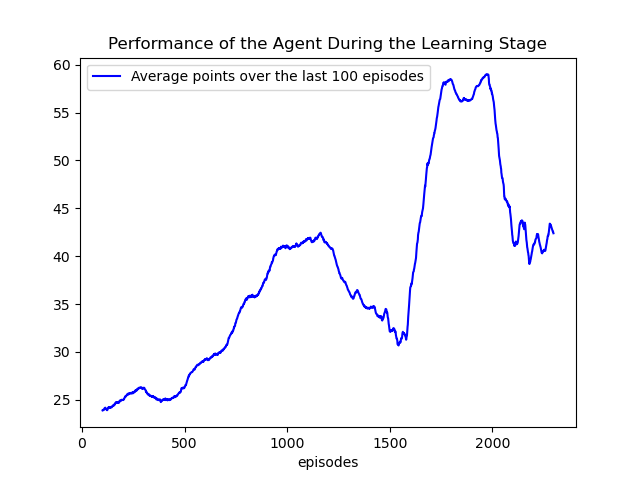 Performance of the Agent During the Learning Stage
Average points over the last 100 episodes
60
55
50
45
40
35
30
25
0 500 1000 1500 2000
episodes